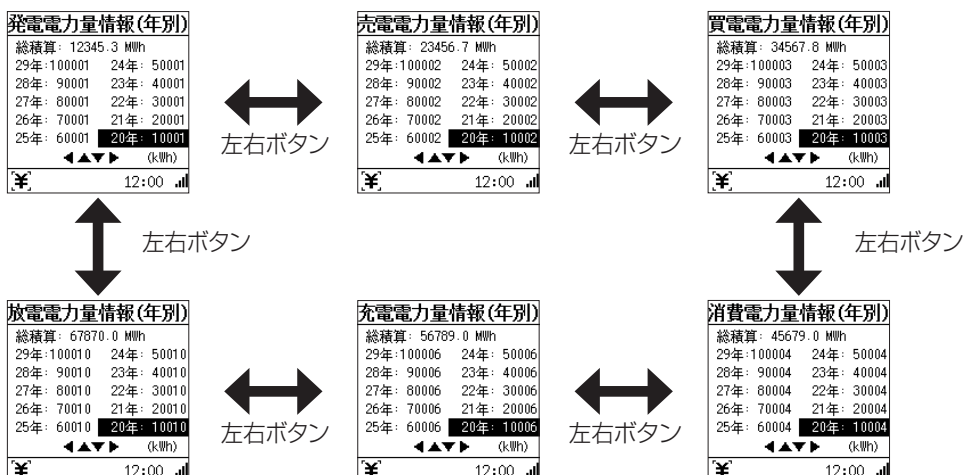 発電電力量情報(年別)
総積算: 12345.3 MWh
29年:100001 24年: 50001
28年: 90001 23年: 40001
27年: 80001 22年: 30001
26年: 70001 21年: 20001
25年: 60001 20年: 10001
◀▲▼▶ (kWh)
[¥] 12:00
左右ボタン
売電電力量情報(年別)
総積算: 23456.7 MWh
29年:100002 24年: 50002
28年: 90002 23年: 40002
27年: 80002 22年: 30002
26年: 70002 21年: 20002
25年: 60002 20年: 10002
◀▲▼▶ (kWh)
[¥] 12:00
左右ボタン
買電電力量情報(年別)
総積算: 34567.8 MWh
29年:100003 24年: 50003
28年: 90003 23年: 40003
27年: 80003 22年: 30003
26年: 70003 21年: 20003
25年: 60003 20年: 10003
◀▲▼▶ (kWh)
[¥] 12:00
左右ボタン
左右ボタン
放電電力量情報(年別)
総積算: 67870.0 MWh
29年:100010 24年: 50010
28年: 90010 23年: 40010
27年: 80010 22年: 30010
26年: 70010 21年: 20010
25年: 60010 20年: 10010
◀▲▼▶ (kWh)
[¥] 12:00
左右ボタン
充電電力量情報(年別)
総積算: 56789.0 MWh
29年:100006 24年: 50006
28年: 90006 23年: 40006
27年: 80006 22年: 30006
26年: 70006 21年: 20006
25年: 60006 20年: 10006
◀▲▼▶ (kWh)
[¥] 12:00
左右ボタン
消費電力量情報(年別)
総積算: 45679.0 MWh
29年:100004 24年: 50004
28年: 90004 23年: 40004
27年: 80004 22年: 30004
26年: 70004 21年: 20004
25年: 60004 20年: 10004
◀▲▼▶ (kWh)
[¥] 12:00